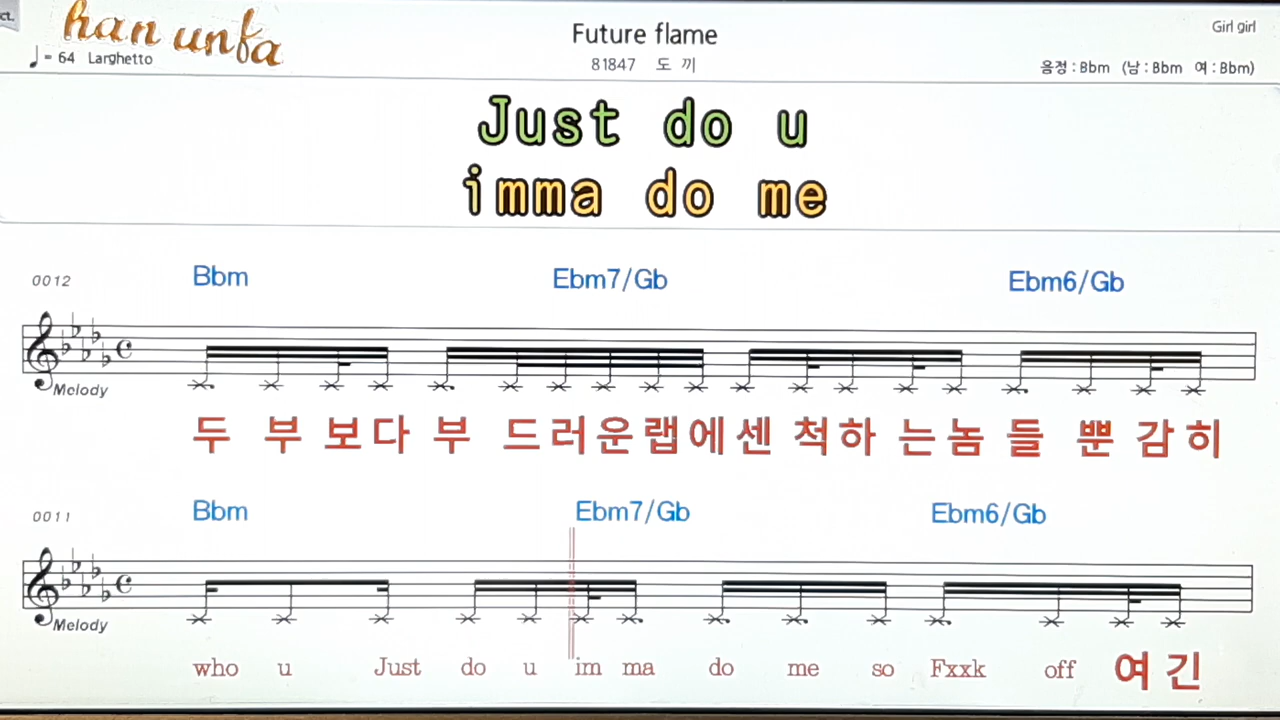 ct.
han unfa
Future flame
Girl girl
♩= 64 Larghetto
81847 도 끼
음정 : Bbm (남 : Bbm 여 : Bbm)
Just do u
imma do me
0012 Bbm Ebm7/Gb Ebm6/Gb
Melody
두 부 보 다 부 드 러 운 랩 에 센 척 하 는 놈 들 뿐 감 히
0011 Bbm Ebm7/Gb Ebm6/Gb
Melody
who u Just do u im ma do me so Fxxk off 여 긴